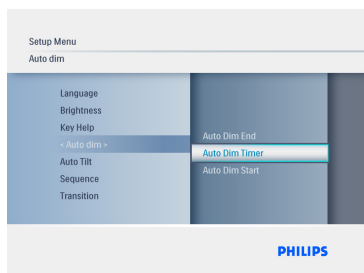 Setup Menu
Auto dim
Language
Brightness
Key Help
< Auto dim >
Auto Tilt
Sequence
Transition
Auto Dim End
Auto Dim Timer
Auto Dim Start
PHILIPS